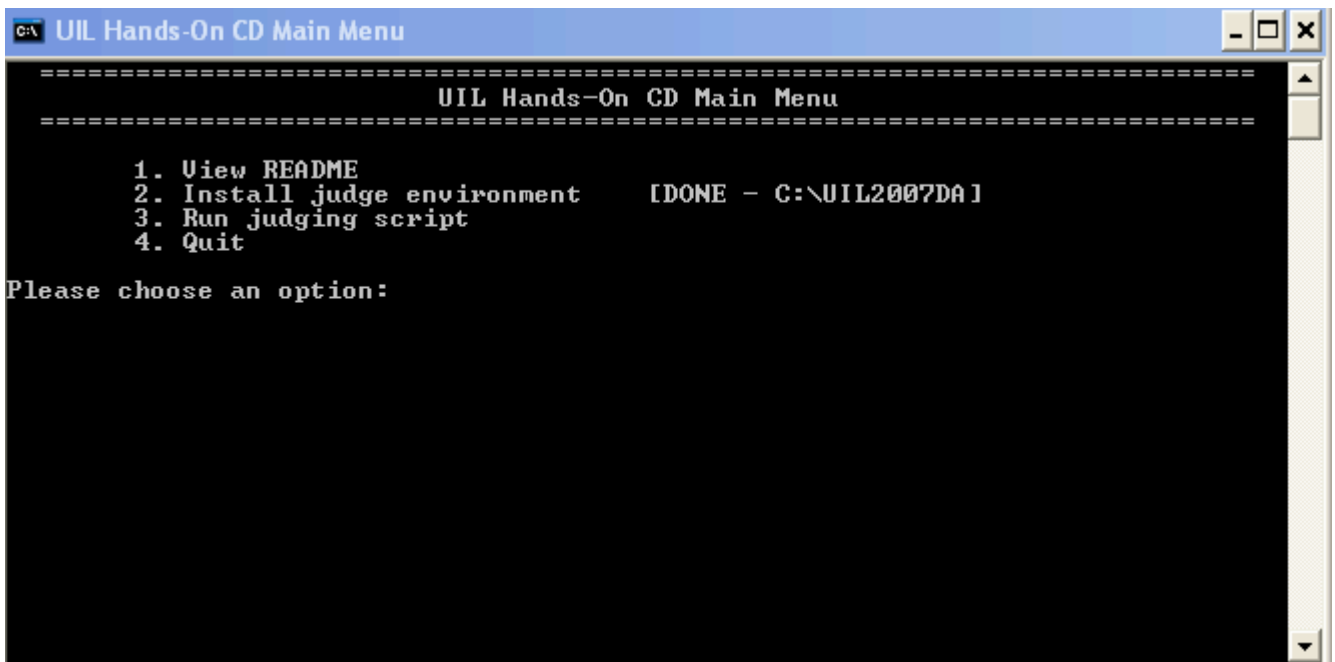 UIL Hands-On CD Main Menu
============================================================================
UIL Hands-On CD Main Menu
============================================================================
1. View README
2. Install judge environment [DONE - C:\UIL2007DA]
3. Run judging script
4. Quit
Please choose an option: